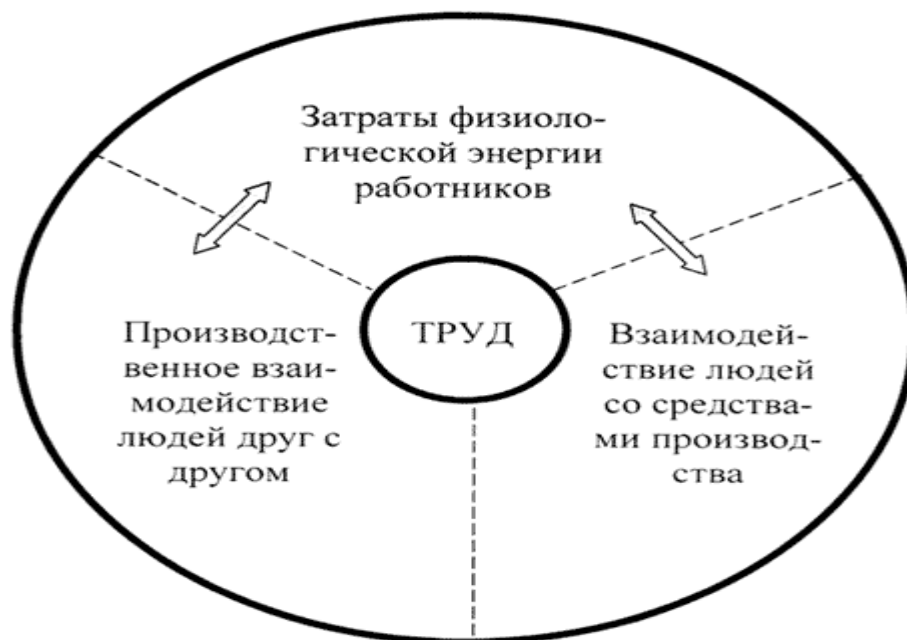 Затраты физиоло-
гической энергии
работников
ТРУД
Производст-
венное взаи-
модействие
людей друг с
другом
Взаимодей-
ствие людей
со средства-
ми производ-
ства